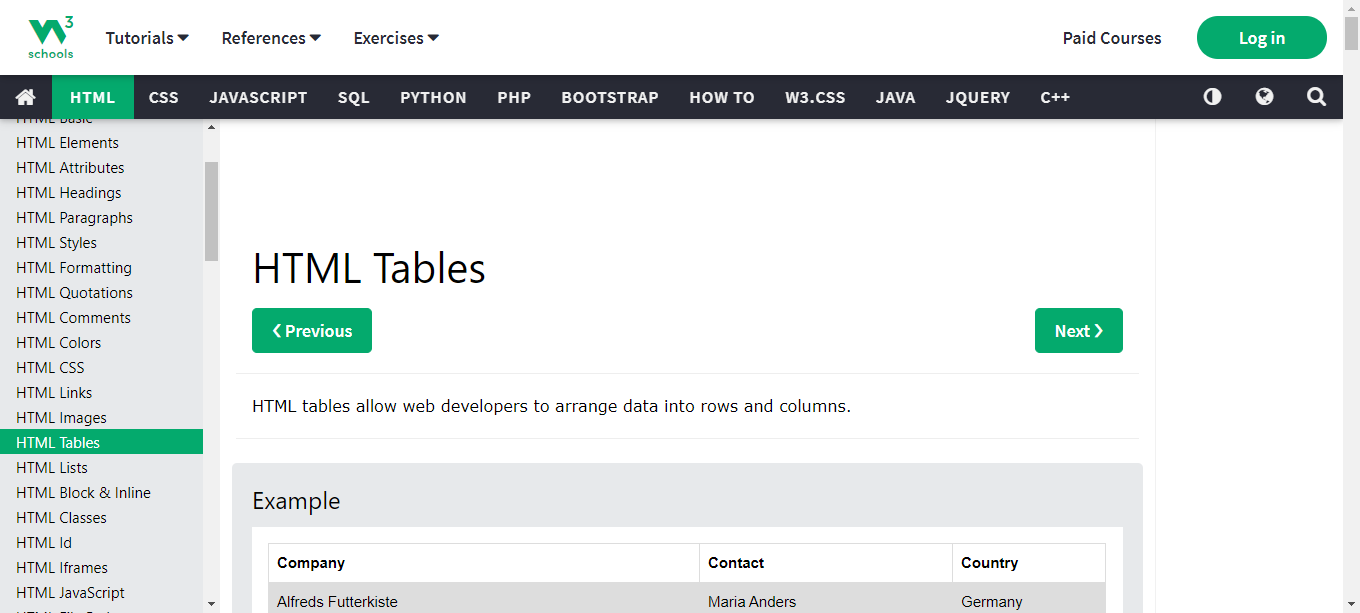 3
schools
Tutorials References Exercises Paid Courses Log in
HTML CSS JAVASCRIPT SQL PYTHON PHP BOOTSTRAP HOW TO W3.CSS JAVA JQUERY C++
HTML Basic
HTML Elements
HTML Attributes
HTML Headings
HTML Paragraphs
HTML Styles
HTML Formatting
HTML Quotations
HTML Comments
HTML Colors
HTML CSS
HTML Links
HTML Images
HTML Tables
HTML Lists
HTML Block & Inline
HTML Classes
HTML Id
HTML Iframes
HTML JavaScript
HTML Tables
❮ Previous Next ❯
HTML tables allow web developers to arrange data into rows and columns.
Example
Company Contact Country
Alfreds Futterkiste Maria Anders Germany